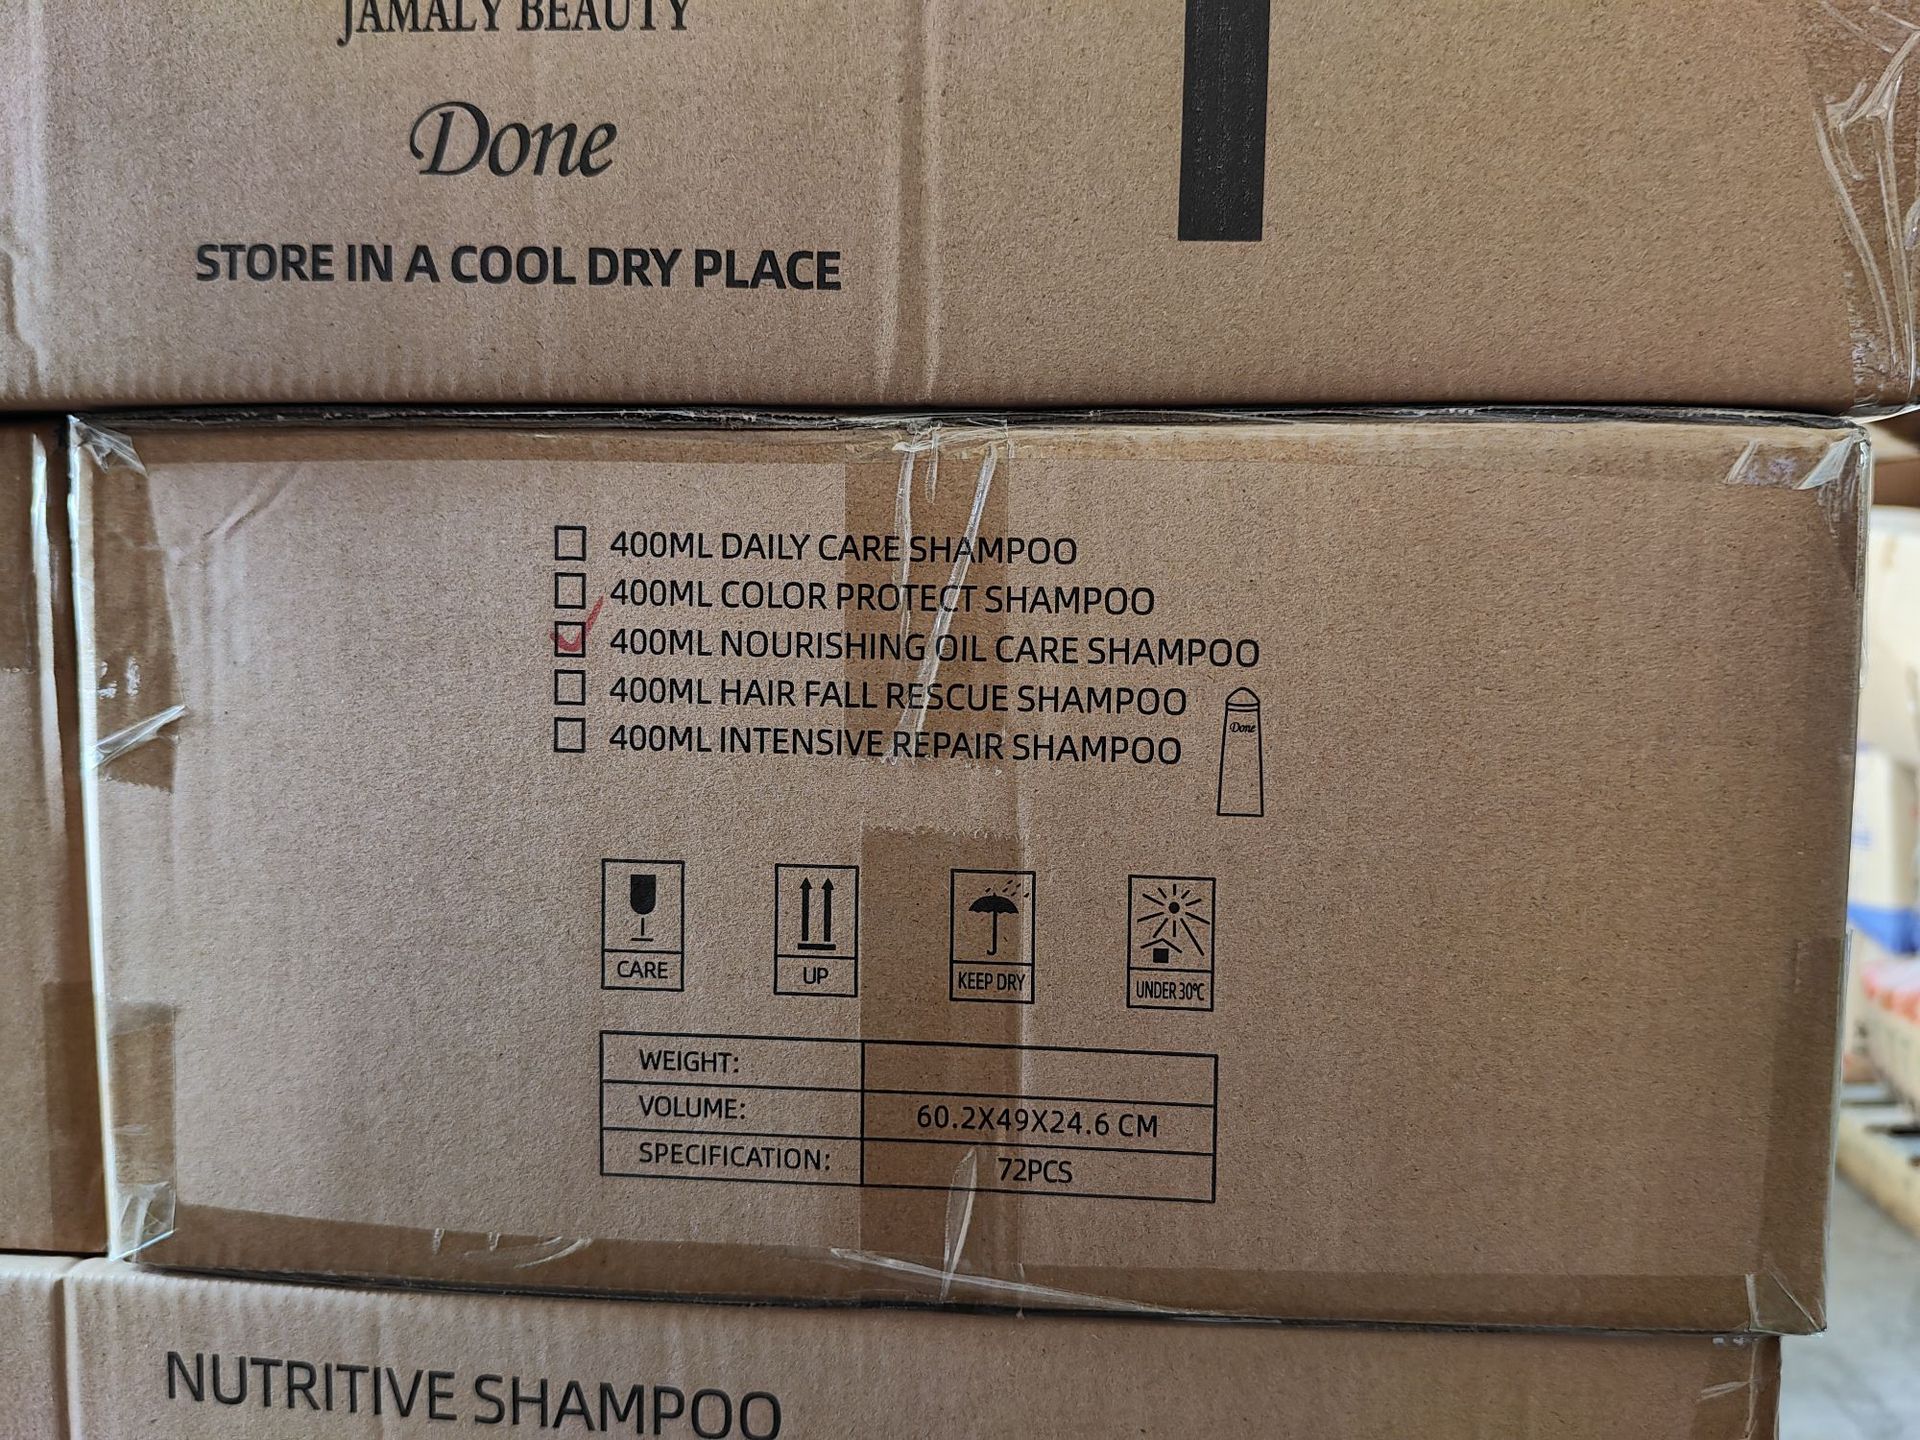 JAMALY BEAUTY
Done
STORE IN A COOL DRY PLACE
400ML DAILY CARE SHAMPOO
400ML COLOR PROTECT SHAMPOO
400ML NOURISHING OIL CARE SHAMPOO
400ML HAIR FALL RESCUE SHAMPOO
400ML INTENSIVE REPAIR SHAMPOO
Done
CARE
UP
KEEP DRY
UNDER 30℃
WEIGHT:
VOLUME: 60.2X49X24.6 CM
SPECIFICATION: 72PCS
NUTRITIVE SHAMPOO